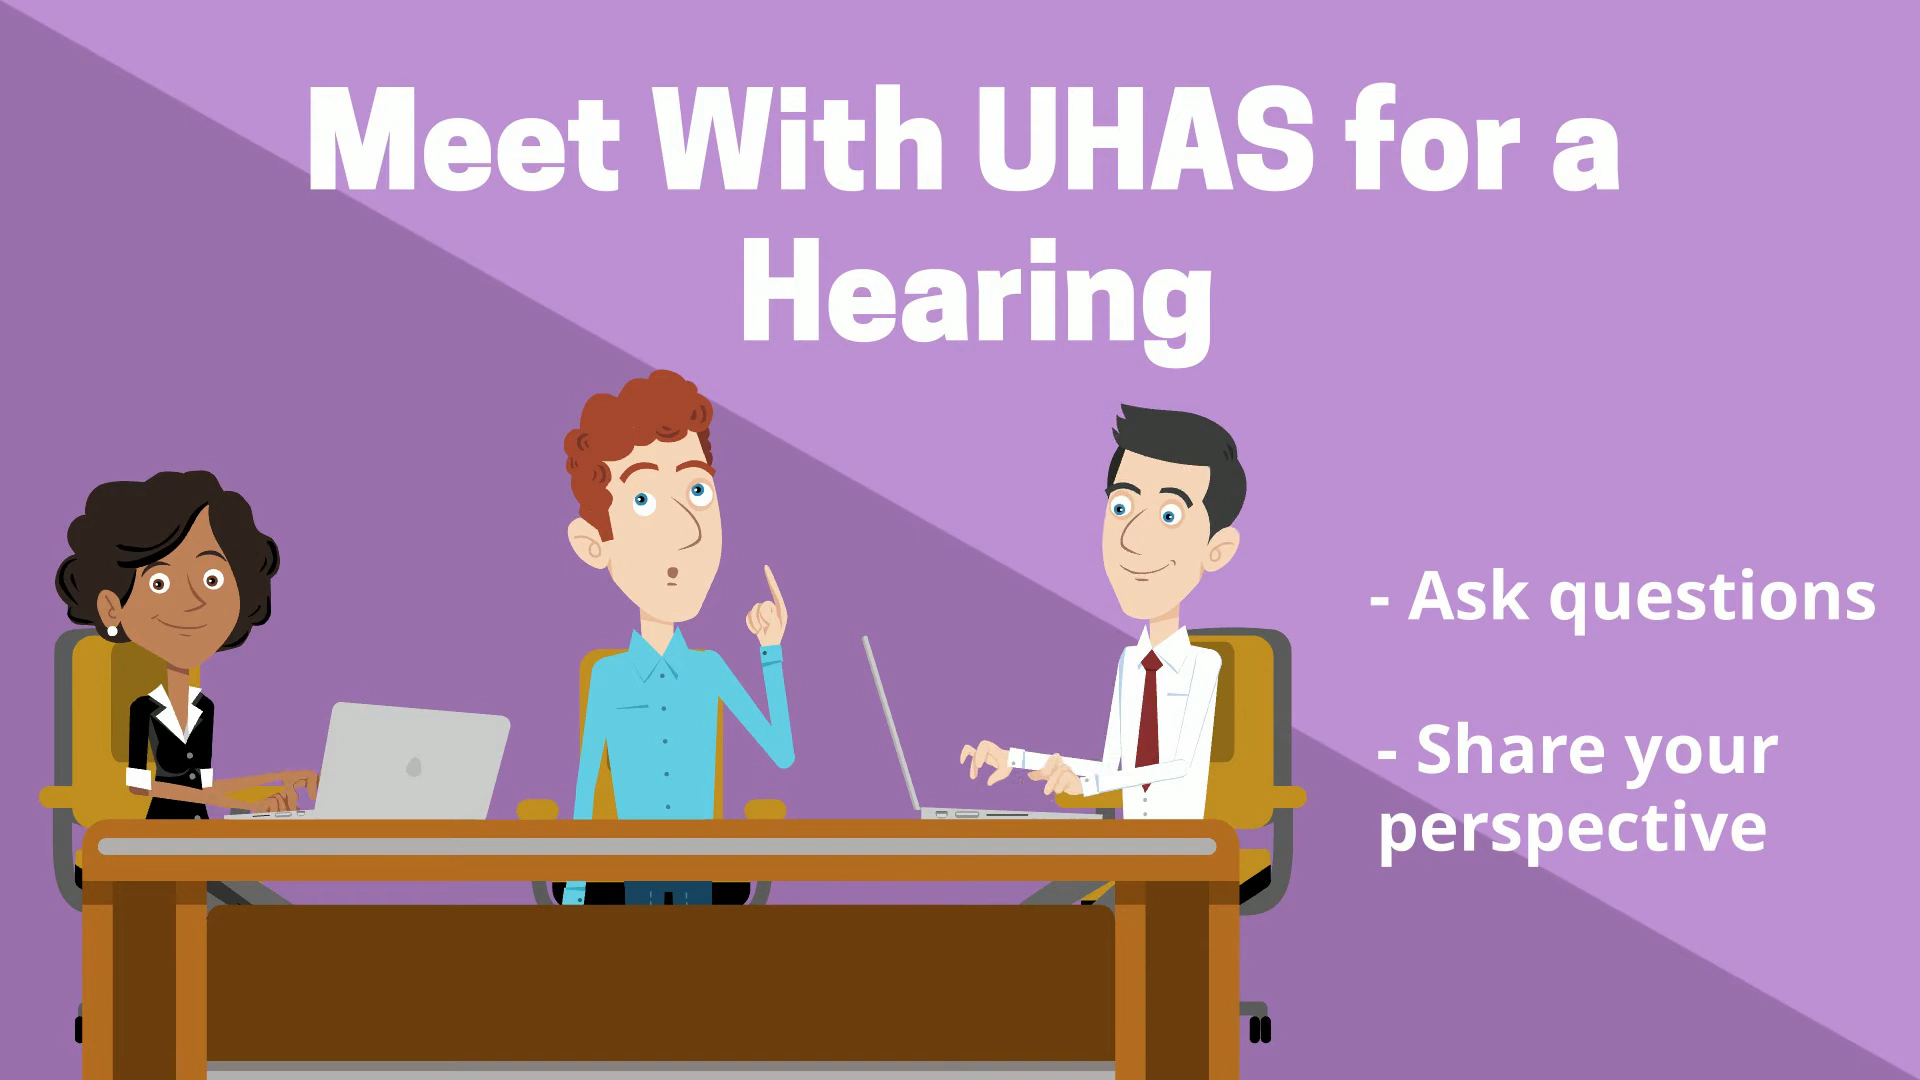 Meet With UHAS for a
Hearing
- Ask questions
- Share your
perspective